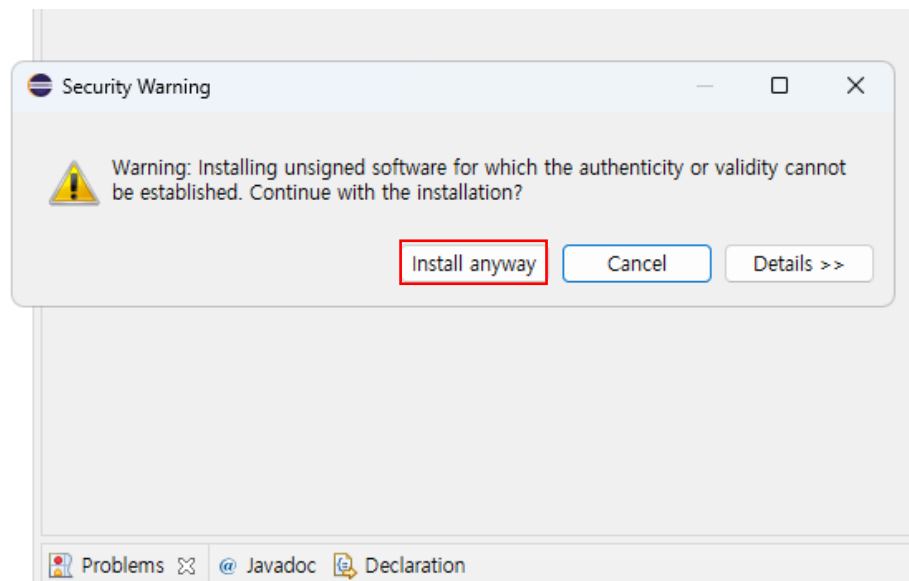 Security Warning
Warning: Installing unsigned software for which the authenticity or validity cannot
be established. Continue with the installation?
Install anyway Cancel Details >>
Problems @ Javadoc Declaration